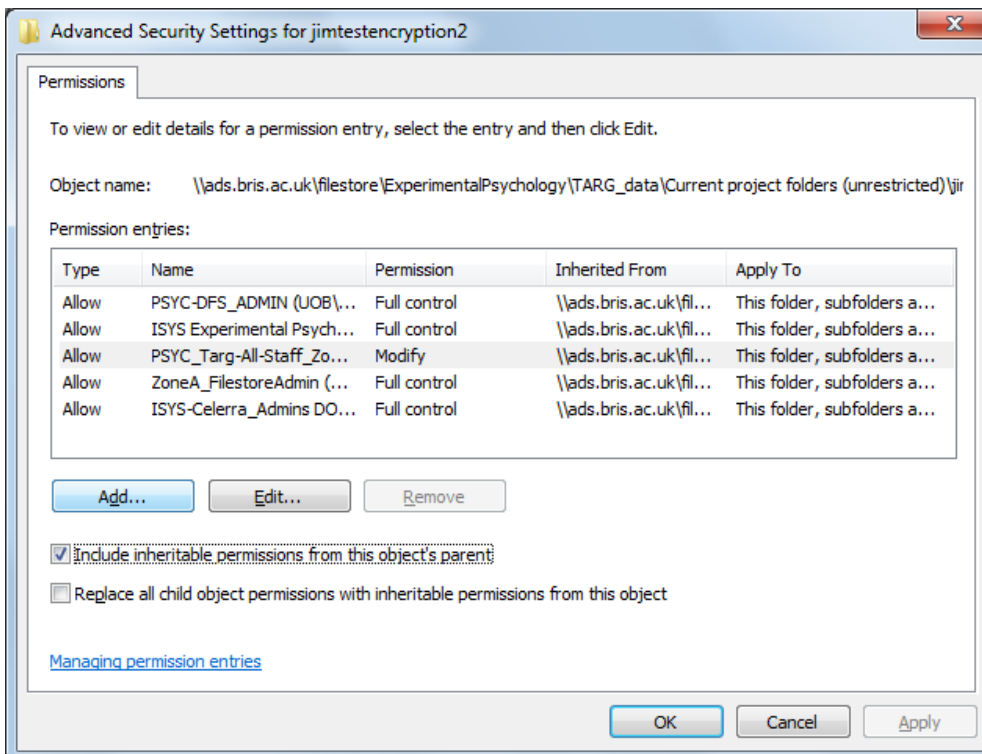 Advanced Security Settings for jimtestencryption2
Permissions
To view or edit details for a permission entry, select the entry and then click Edit.
Object name: \\ads.bris.ac.uk\filestore\ExperimentalPsychology\TARG_data\Current project folders (unrestricted)\jir
Permission entries:
Type Name Permission Inherited From Apply To
Allow PSYC-DFS_ADMIN (UOB\... Full control \\ads.bris.ac.uk\fil... This folder, subfolders a...
Allow ISYS Experimental Psych... Full control \\ads.bris.ac.uk\fil... This folder, subfolders a...
Allow PSYC_Targ-All-Staff_Zo... Modify \\ads.bris.ac.uk\fil... This folder, subfolders a...
Allow ZoneA_FilestoreAdmin (... Full control \\ads.bris.ac.uk\fil... This folder, subfolders a...
Allow ISYS-Celerra_Admins DO... Full control \\ads.bris.ac.uk\fil... This folder, subfolders a...
Add... Edit... Remove
Include inheritable permissions from this object's parent
Replace all child object permissions with inheritable permissions from this object
Managing permission entries
OK Cancel Apply